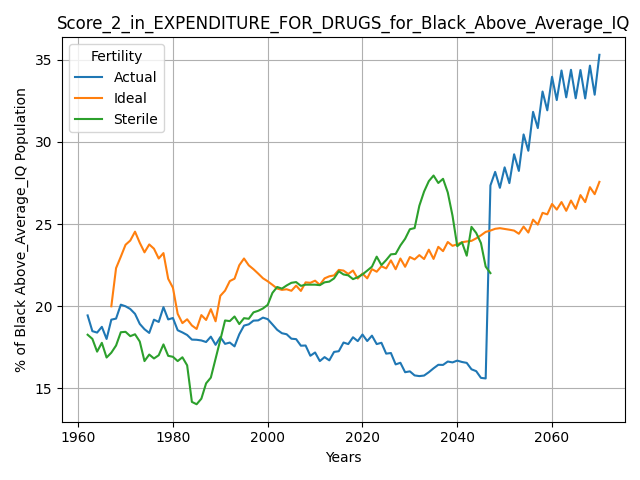 Score_2_in_EXPENDITURE_FOR_DRUGS_for_Black_Above_Average_IQ
Fertility
Actual
Ideal
Sterile
% of Black Above_Average_IQ Population
35
30
25
20
15
1960
1980
2000
2020
2040
2060
Years